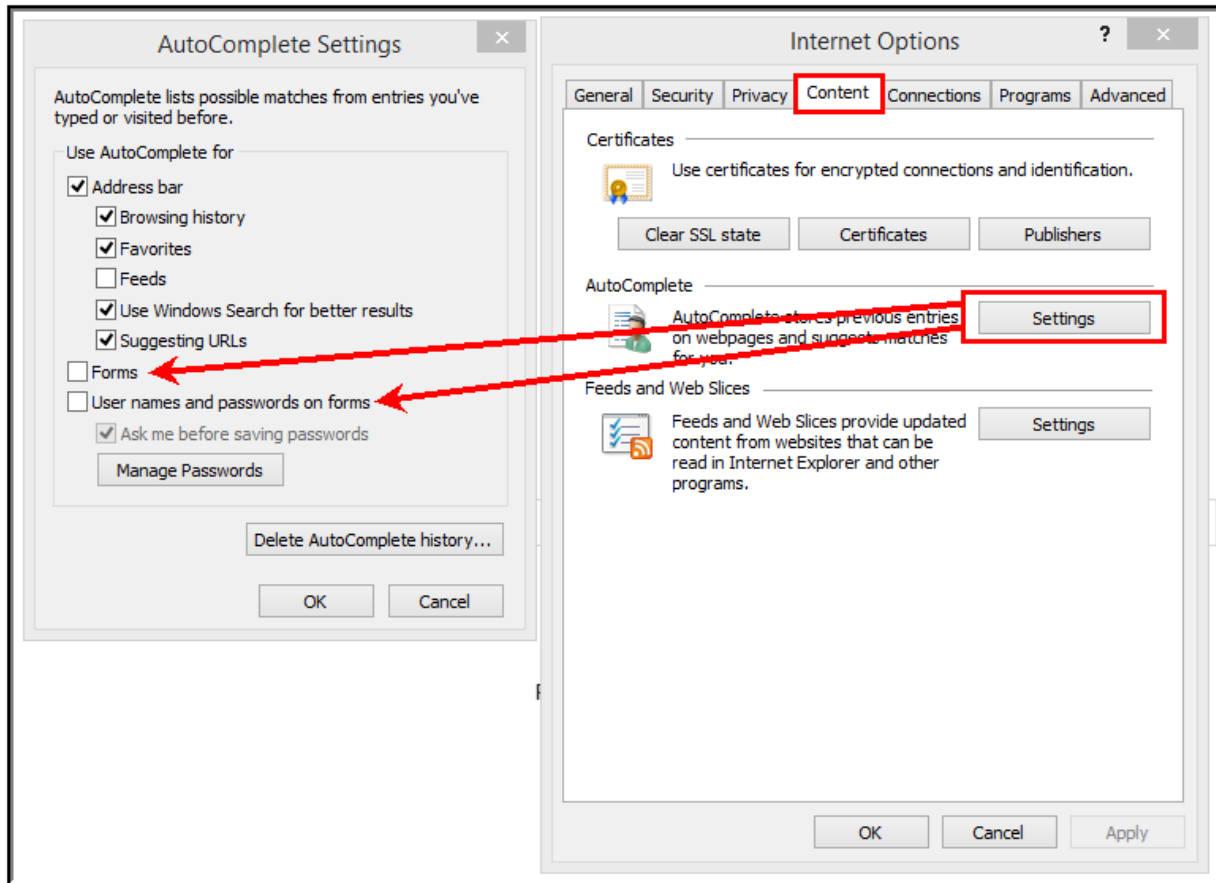 AutoComplete Settings
AutoComplete lists possible matches from entries you've
typed or visited before.
Use AutoComplete for
Address bar
Browsing history
Favorites
Feeds
Use Windows Search for better results
Suggesting URLs
Forms
User names and passwords on forms
Ask me before saving passwords
Manage Passwords
Delete AutoComplete history...
OK Cancel
Internet Options
?
General Security Privacy Content Connections Programs Advanced
Certificates
Use certificates for encrypted connections and identification.
Clear SSL state Certificates Publishers
AutoComplete
AutoComplete stores previous entries
on webpages and suggests matches
for you.
Settings
Feeds and Web Slices
Feeds and Web Slices provide updated
content from websites that can be
read in Internet Explorer and other
programs.
Settings
OK Cancel Apply